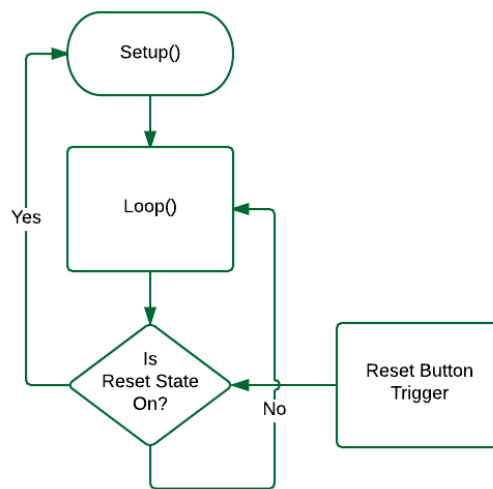 Setup()
Loop()
Yes
Is
Reset State
On?
No
Reset Button
Trigger